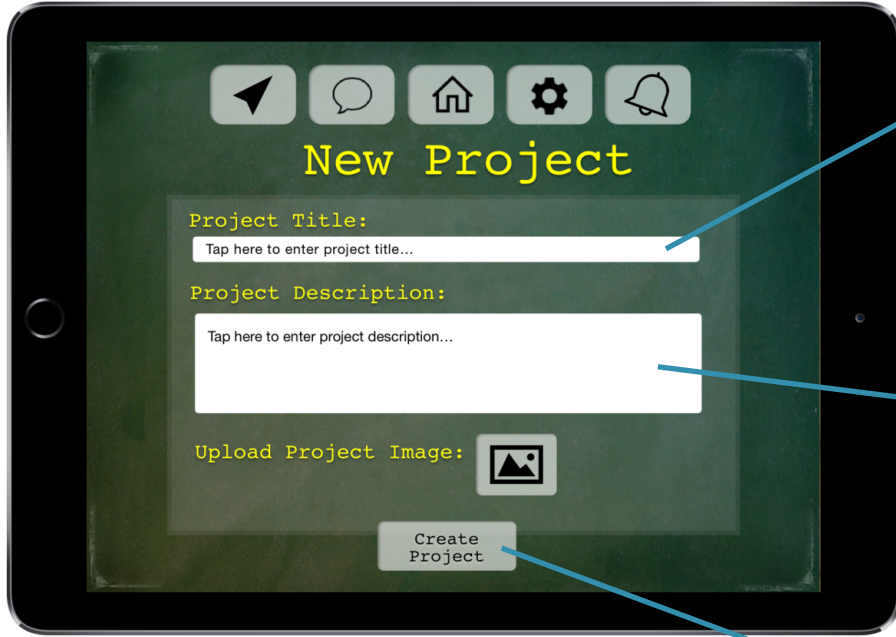 New Project
Project Title:
Tap here to enter project title...
Project Description:
Tap here to enter project description...
Upload Project Image:
Create
Project